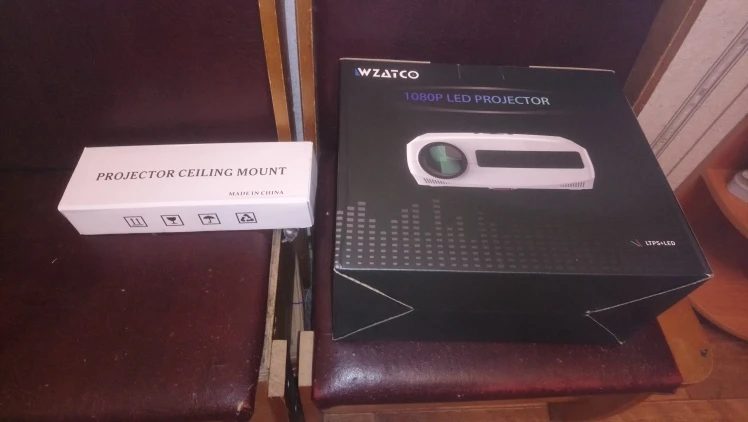 WZATCO
1080P LED PROJECTOR
LTPS+LED
PROJECTOR CEILING MOUNT
MADE IN CHINA